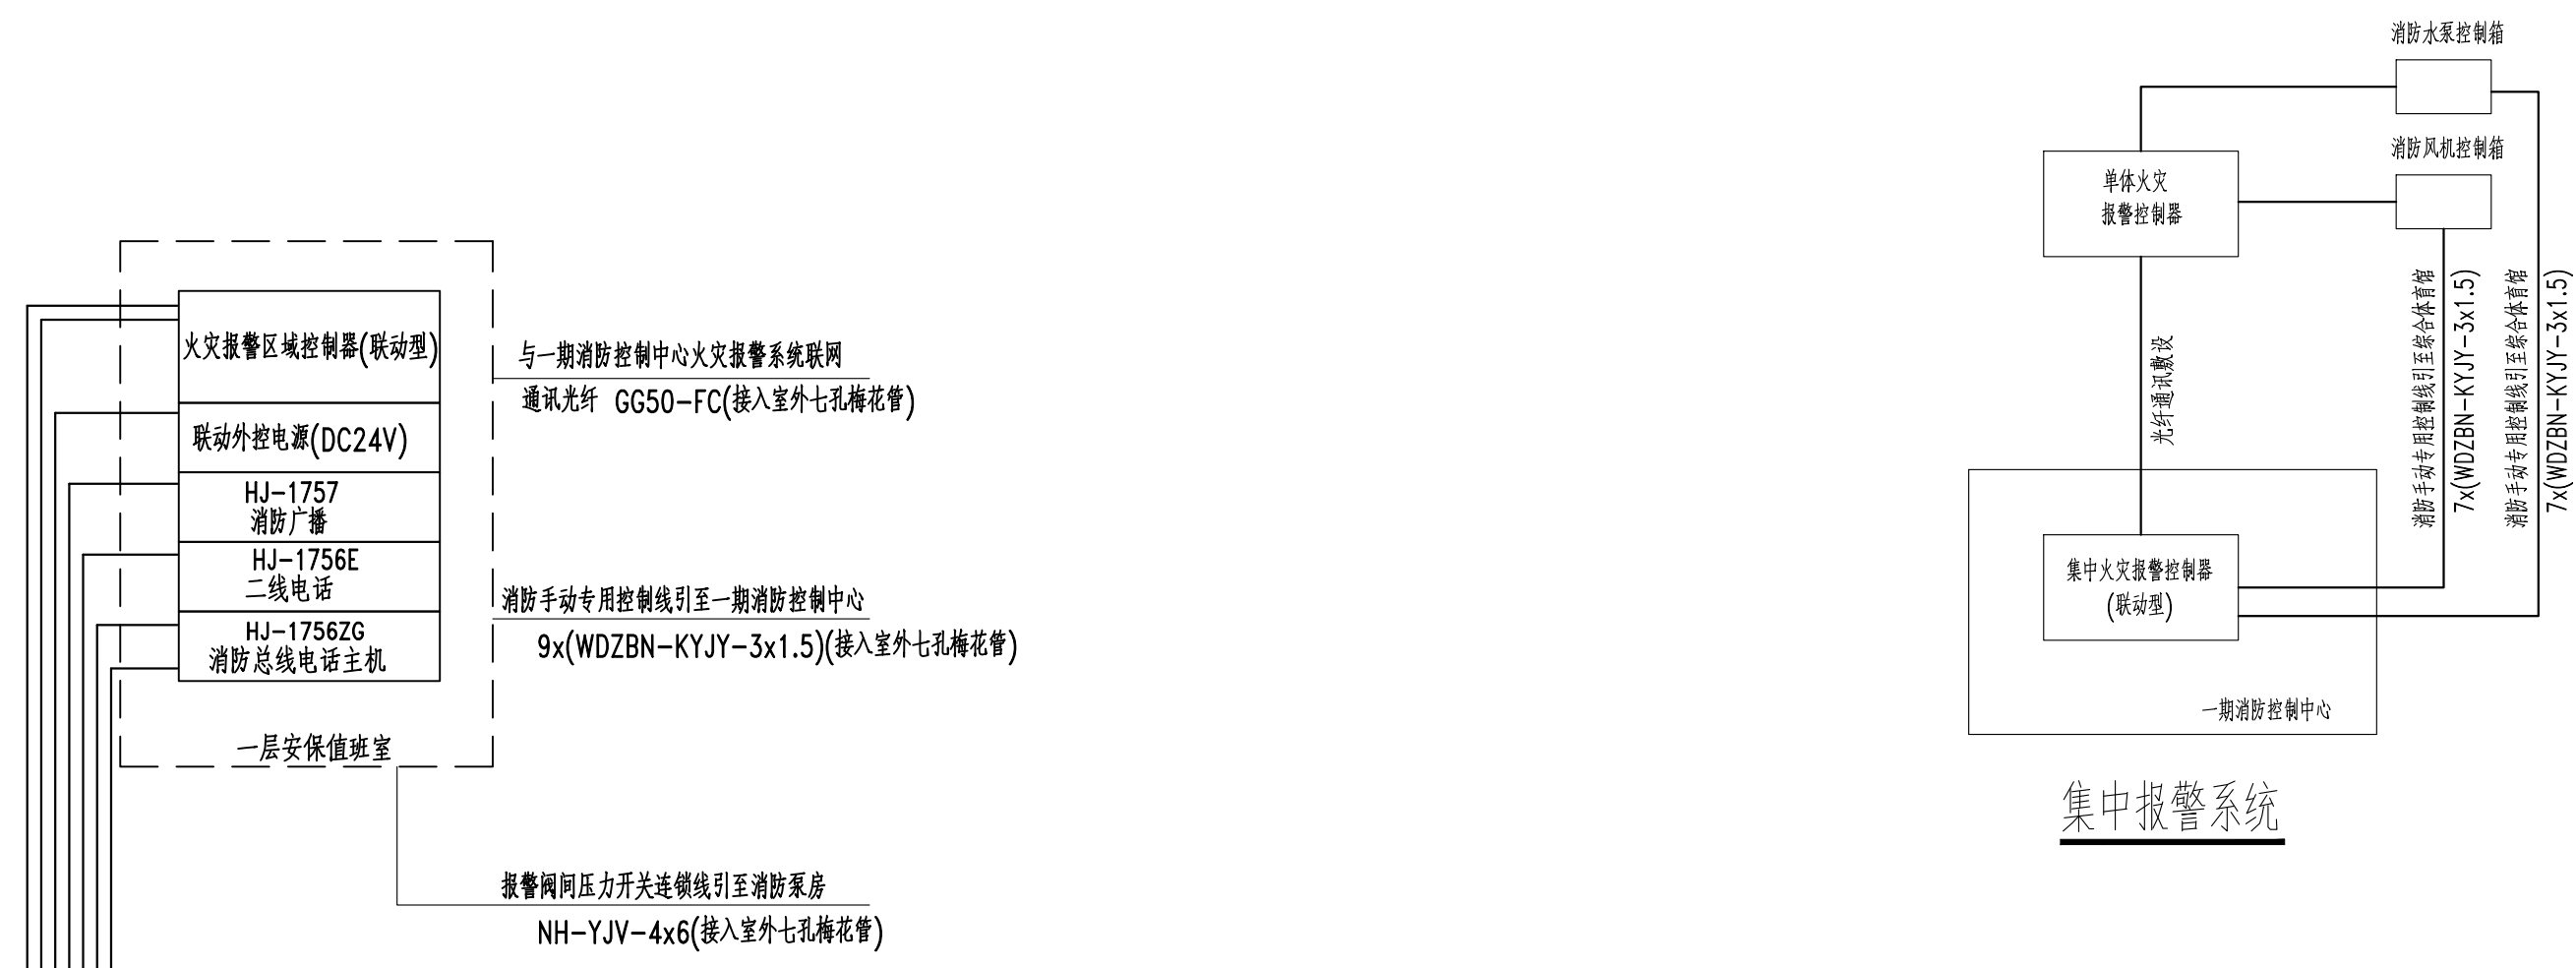 火灾报警区域控制器(联动型)
联动外控电源(DC24V)
HJ-1757
消防广播
HJ-1756E
二线电话
HJ-1756ZG
消防总线电话主机
一层安保值班室
与一期消防控制中心火灾报警系统联网
通讯光纤 GG50-FC(接入室外七孔梅花管)
消防手动专用控制线引至一期消防控制中心
9x(WDZBN-KYJY-3x1.5)(接入室外七孔梅花管)
报警阀间压力开关连锁线引至消防泵房
NH-YJV-4x6(接入室外七孔梅花管)
消防水泵控制箱
消防风机控制箱
单体火灾
报警控制器
光纤通讯敷设
消防手动专用控制线引至综合体育馆
7x(WDZBN-KYJY-3x1.5)
消防手动专用控制线引至综合体育馆
7x(WDZBN-KYJY-3x1.5)
集中火灾报警控制器
(联动型)
一期消防控制中心
集中报警系统